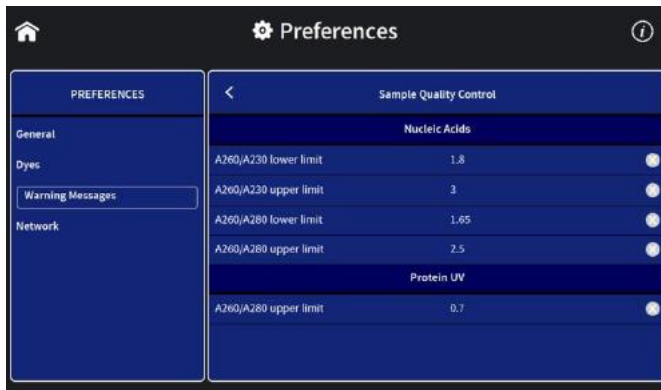 Preferences
i
PREFERENCES
General
Dyes
Warning Messages
Network
Sample Quality Control
Nucleic Acids
A260/A230 lower limit 1.8
A260/A230 upper limit 3
A260/A280 lower limit 1.65
A260/A280 upper limit 2.5
Protein UV
A260/A280 upper limit 0.7